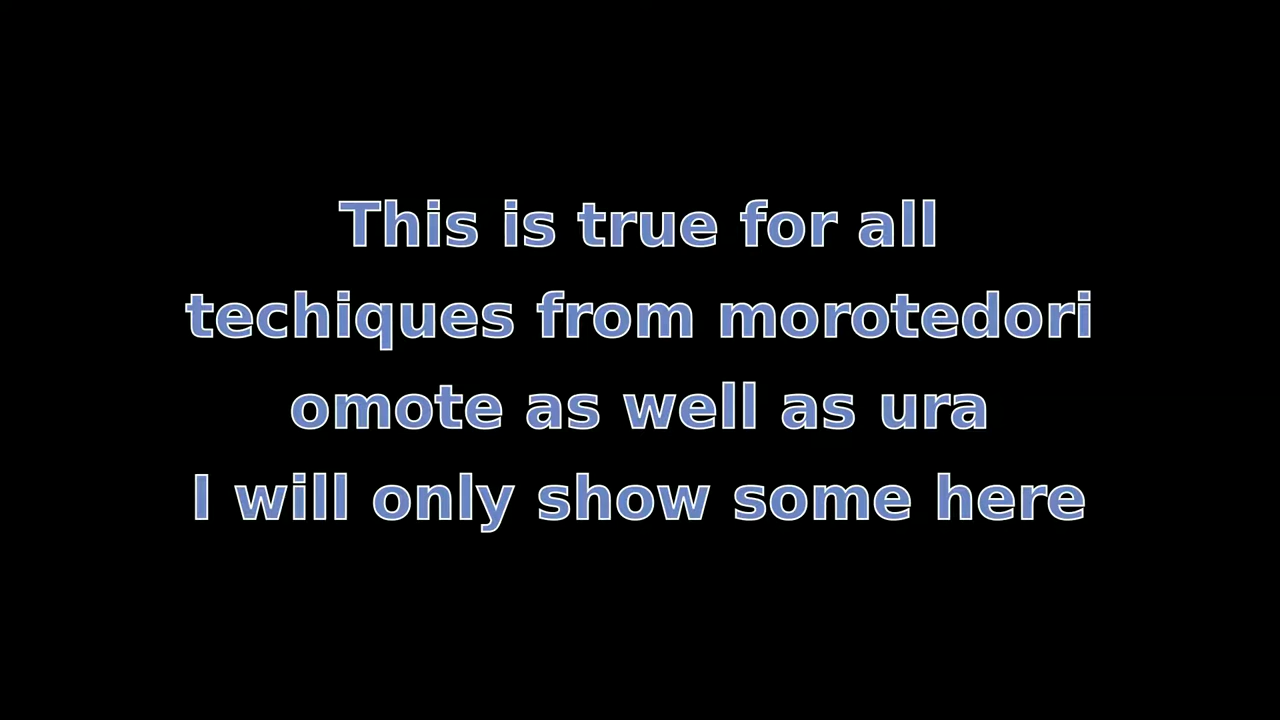 This is true for all
techiques from morotedori
omote as well as ura
I will only show some here